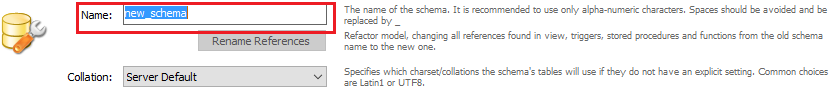 Name:
new_schema
The name of the schema. It is recommended to use only alpha-numeric characters. Spaces should be avoided and be
replaced by _
Rename References
Refactor model, changing all references found in view, triggers, stored procedures and functions from the old schema
name to the new one.
Collation:
Server Default
Specifies which charset/collations the schema's tables will use if they do not have an explicit setting. Common choices
are Latin1 or UTF8.